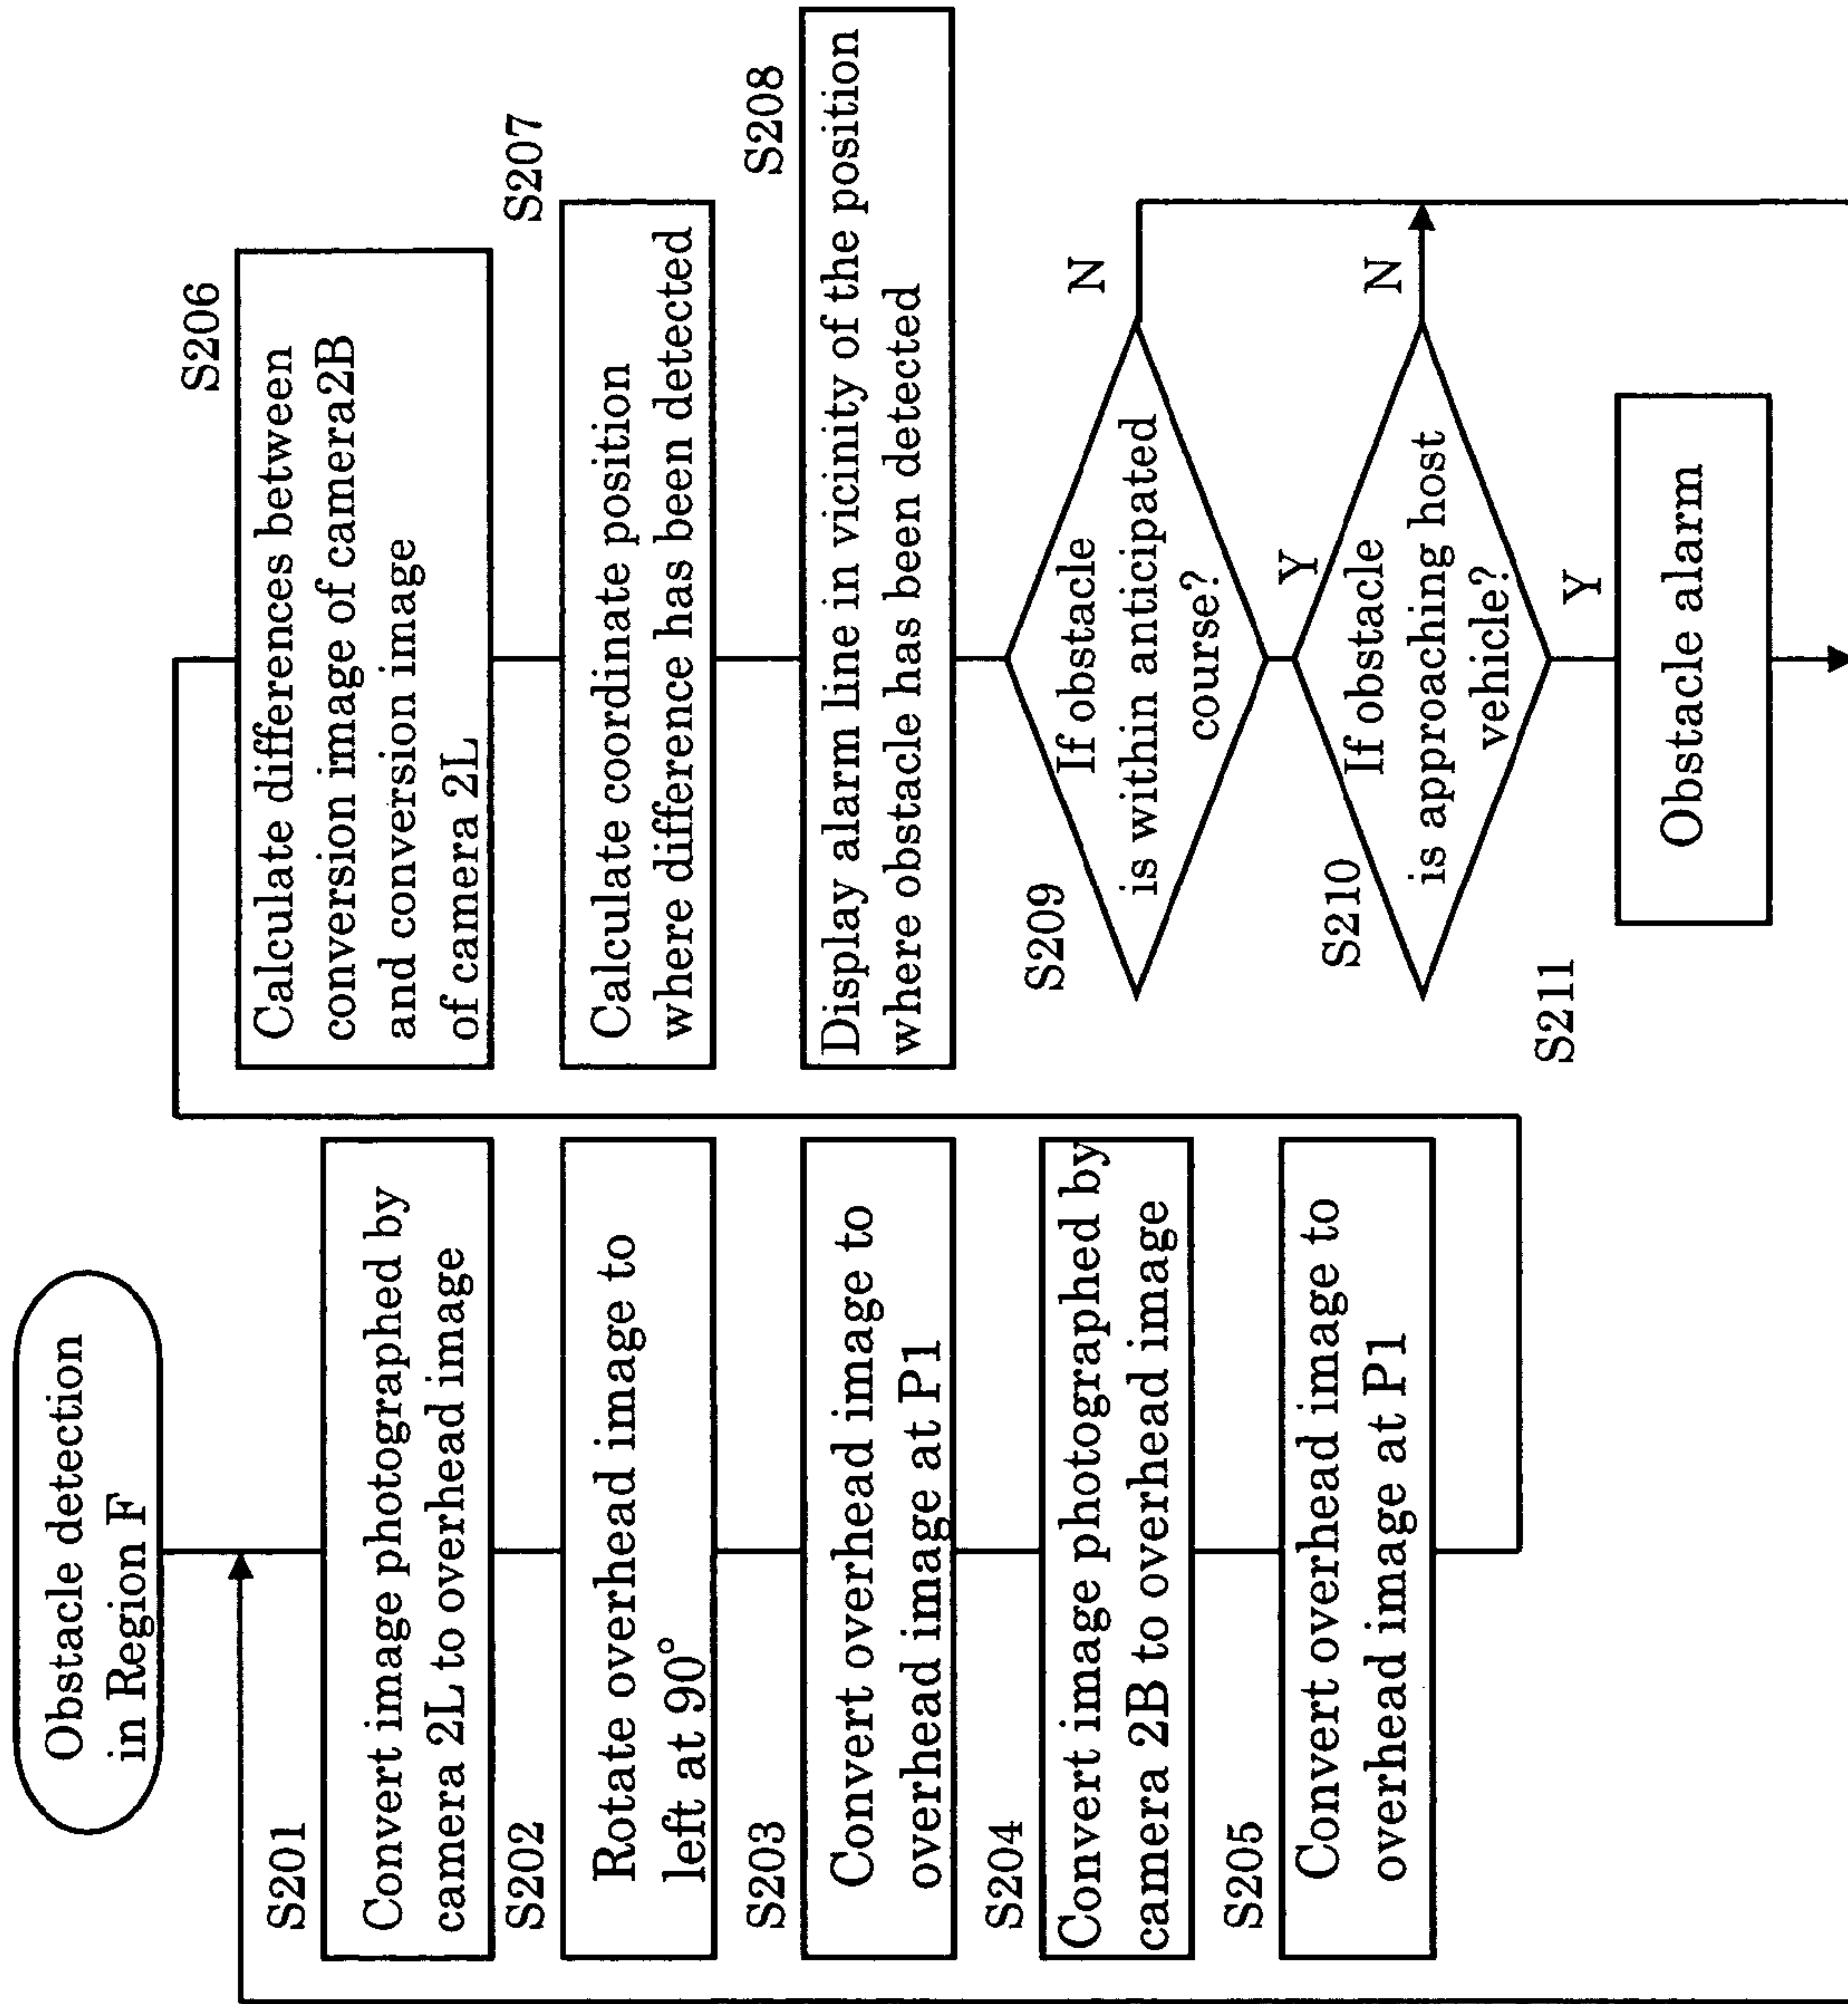 Obstacle detection
in Region F
S201
Convert image photographed by
camera 2L to overhead image
S202
Rotate overhead image to
left at 90°
S203
Convert overhead image to
overhead image at P1
S204
Convert image photographed by
camera 2B to overhead image
S205
Convert overhead image to
overhead image at P1
S206
Calculate differences between
conversion image of camera2B
and conversion image
of camera 2L
S207
Calculate coordinate position
where difference has been detected
S208
Display alarm line in vicinity of the position
where obstacle has been detected
S209
If obstacle
is within anticipated
course?
N
Y
S210
If obstacle
is approaching host
vehicle?
N
Y
S211
Obstacle alarm